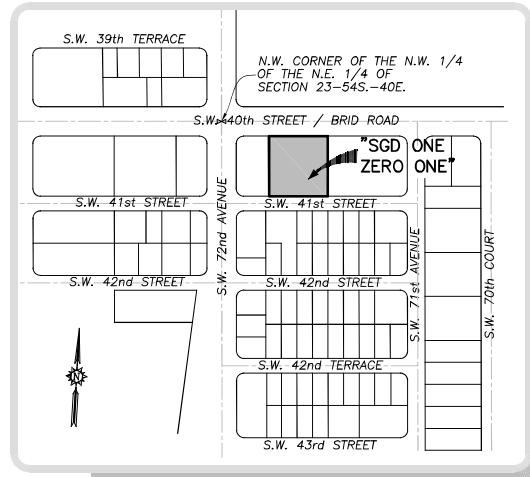 S.W. 39th TERRACE
N.W. CORNER OF THE N.W. 1/4
OF THE N.E. 1/4 OF
SECTION 23-54S.-40E.
S.W. 40th STREET / BRID ROAD
"SGD ONE
ZERO ONE"
S.W. 41st STREET
S.W. 41st STREET
S.W. 72nd AVENUE
S.W. 71st AVENUE
S.W. 70th COURT
S.W. 42nd STREET
S.W. 42nd STREET
N
S.W. 42nd TERRACE
S.W. 43rd STREET